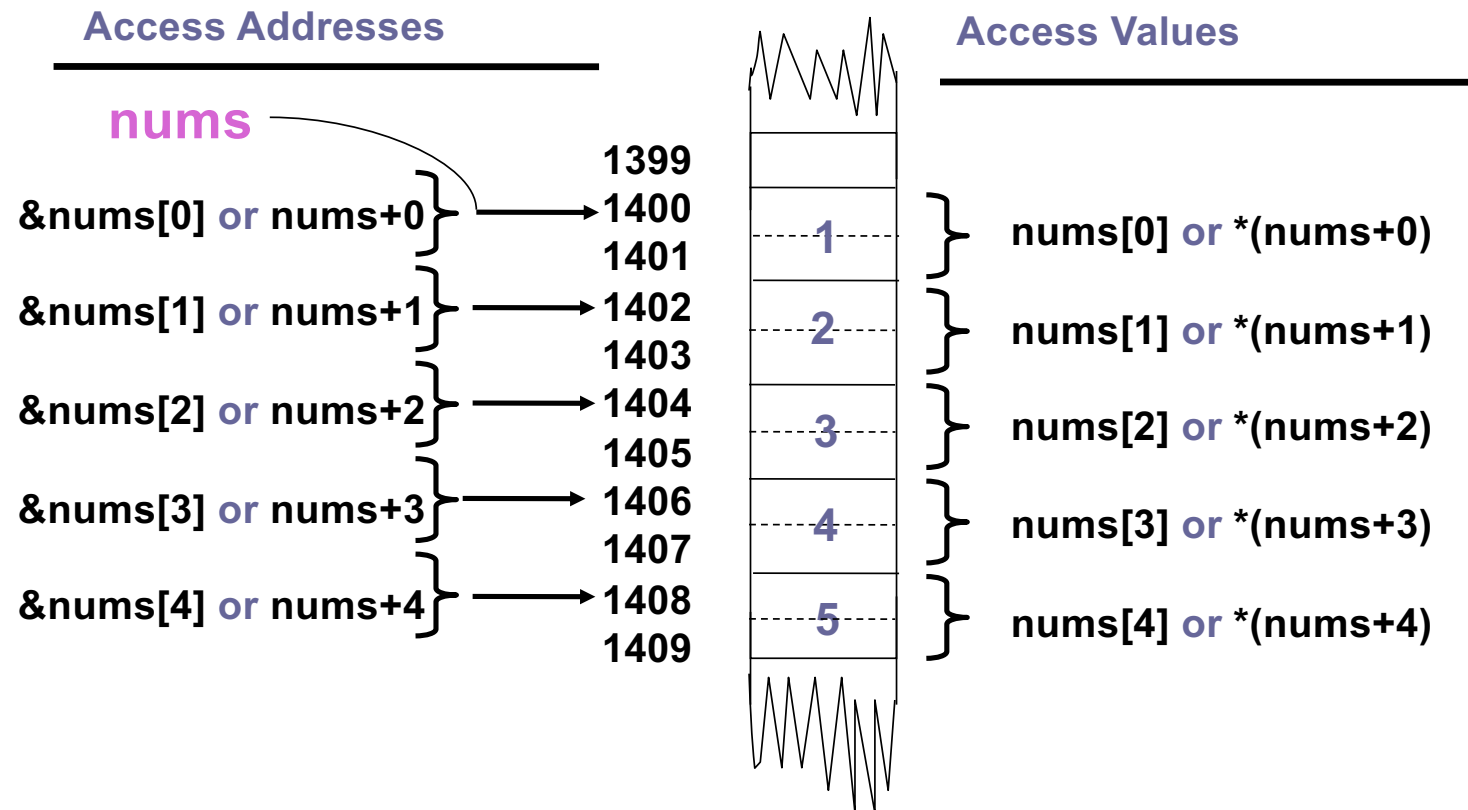 Access Addresses
nums
&nums[0] or nums+0
&nums[1] or nums+1
&nums[2] or nums+2
&nums[3] or nums+3
&nums[4] or nums+4
1399
1400
1401
1402
1403
1404
1405
1406
1407
1408
1409
1
2
3
4
5
Access Values
nums[0] or *(nums+0)
nums[1] or *(nums+1)
nums[2] or *(nums+2)
nums[3] or *(nums+3)
nums[4] or *(nums+4)